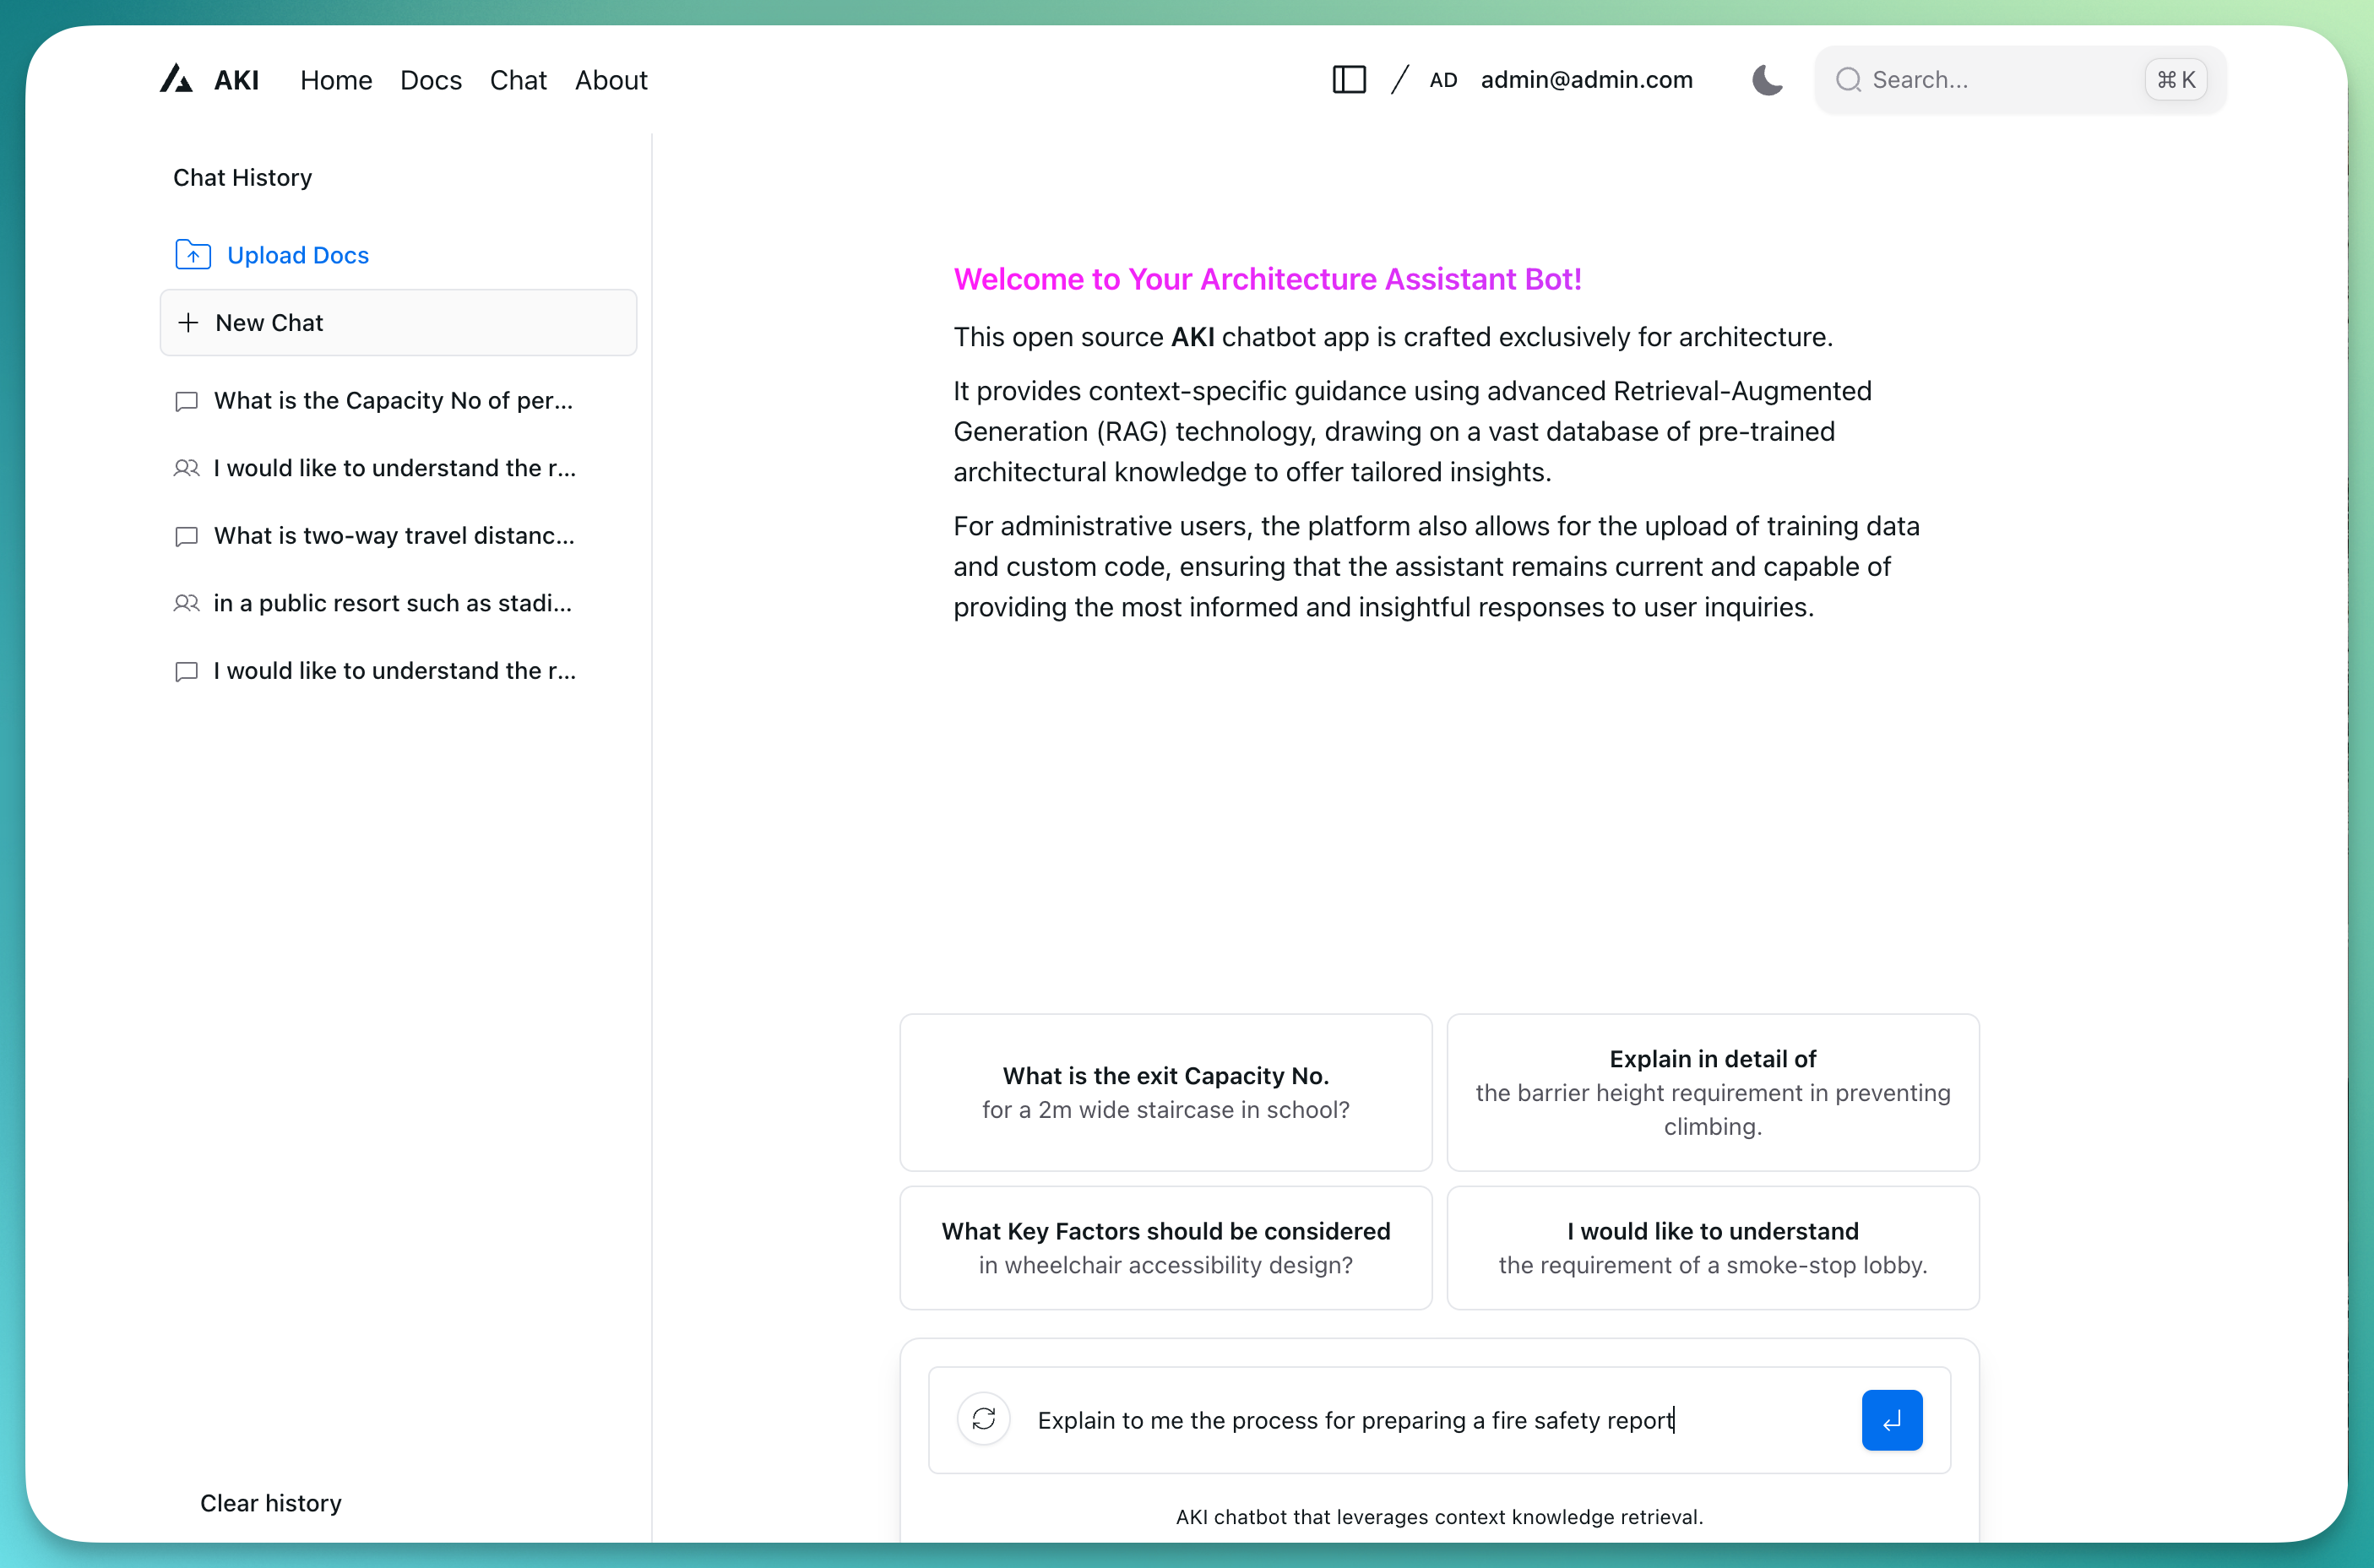 AKI Home Docs Chat About AD admin@admin.com Search... ⌘ K
Chat History
Upload Docs
New Chat
What is the Capacity No of per...
I would like to understand the r...
What is two-way travel distanc...
in a public resort such as stadi...
I would like to understand the r...
Clear history
Welcome to Your Architecture Assistant Bot!
This open source AKI chatbot app is crafted exclusively for architecture.
It provides context-specific guidance using advanced Retrieval-Augmented
Generation (RAG) technology, drawing on a vast database of pre-trained
architectural knowledge to offer tailored insights.
For administrative users, the platform also allows for the upload of training data
and custom code, ensuring that the assistant remains current and capable of
providing the most informed and insightful responses to user inquiries.
What is the exit Capacity No.
for a 2m wide staircase in school?
Explain in detail of
the barrier height requirement in preventing
climbing.
What Key Factors should be considered
in wheelchair accessibility design?
I would like to understand
the requirement of a smoke-stop lobby.
Explain to me the process for preparing a fire safety report
AKI chatbot that leverages context knowledge retrieval.